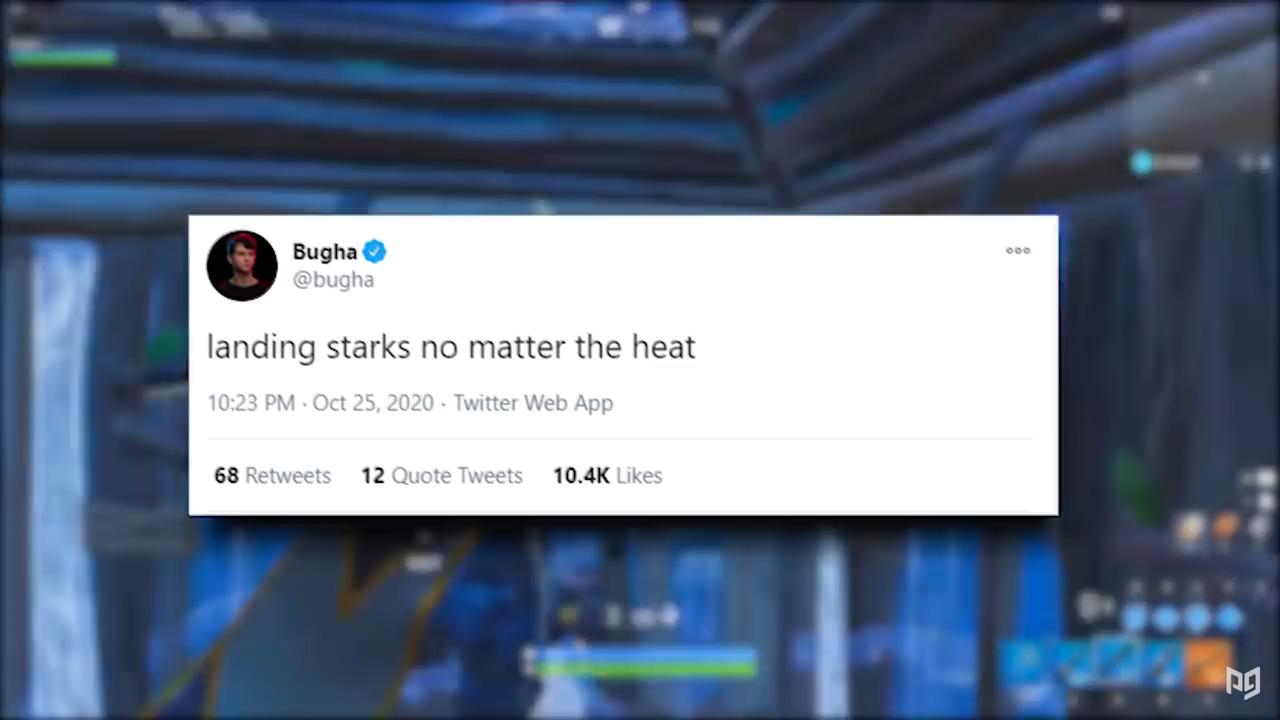 Bugha
@bugha
landing starks no matter the heat
10:23 PM · Oct 25, 2020 · Twitter Web App
68 Retweets 12 Quote Tweets 10.4K Likes